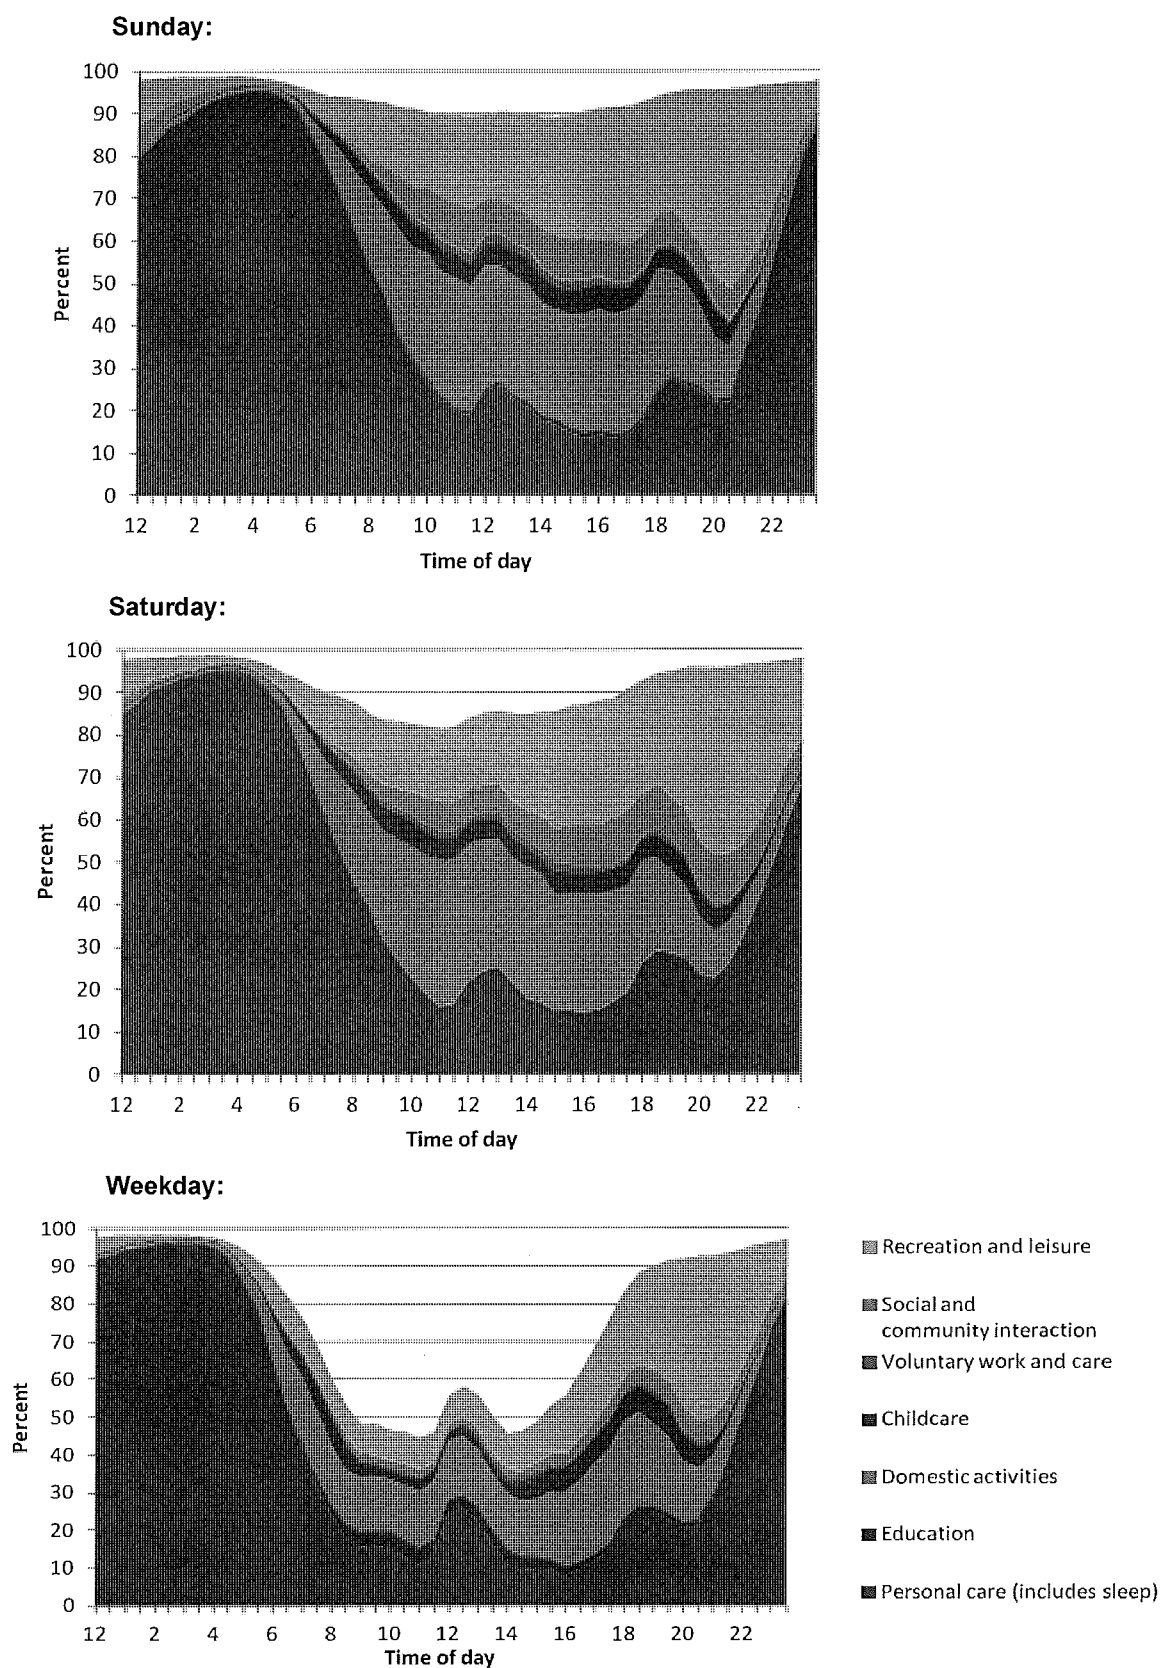 Sunday:
100
90
80
70
60
50
40
30
20
10
0
Percent
12 2 4 6 8 10 12 14 16 18 20 22
Time of day
Saturday:
100
90
80
70
60
50
40
30
20
10
0
Percent
12 2 4 6 8 10 12 14 16 18 20 22
Time of day
Weekday:
100
90
80
70
60
50
40
30
20
10
0
Percent
12 2 4 6 8 10 12 14 16 18 20 22
Time of day
Recreation and leisure
Social and
community interaction
Voluntary work and care
Childcare
Domestic activities
Education
Personal care (includes sleep)